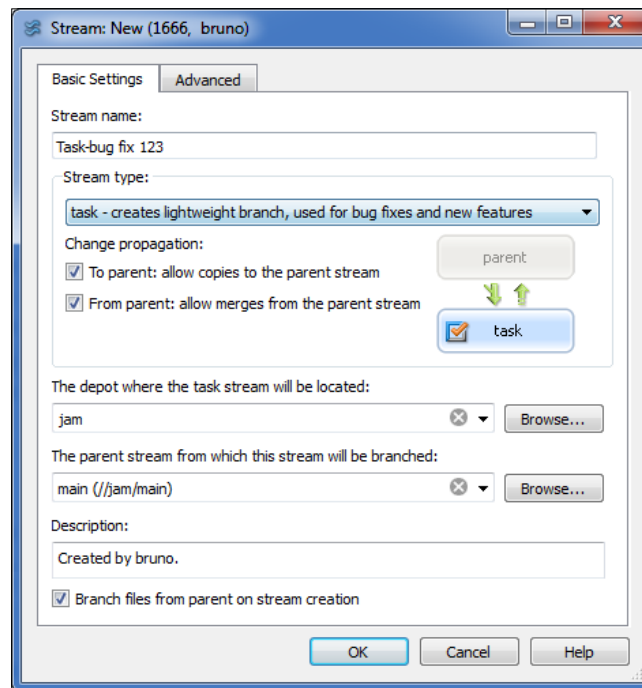 Stream: New (1666,  bruno)
Basic Settings
Advanced
Stream name:
Task-bug fix 123
Stream type:
task - creates lightweight branch, used for bug fixes and new features
Change propagation:
To parent: allow copies to the parent stream
From parent: allow merges from the parent stream
parent
task
The depot where the task stream will be located:
jam
Browse...
The parent stream from which this stream will be branched:
main (//jam/main)
Browse...
Description:
Created by bruno.
Branch files from parent on stream creation
OK
Cancel
Help